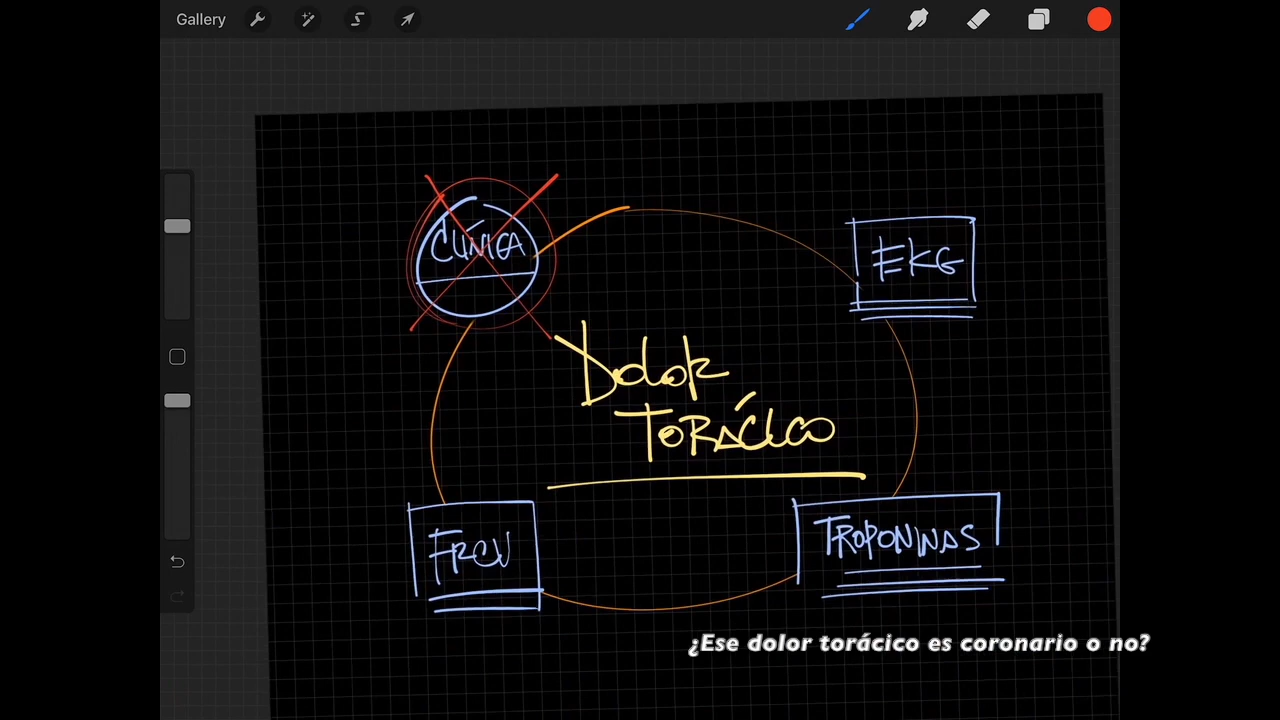 Gallery
CLÍNICA
EKG
DOLOR
TORÁCICO
FRCV
TROPONINAS
¿Ese dolor torácico es coronario o no?